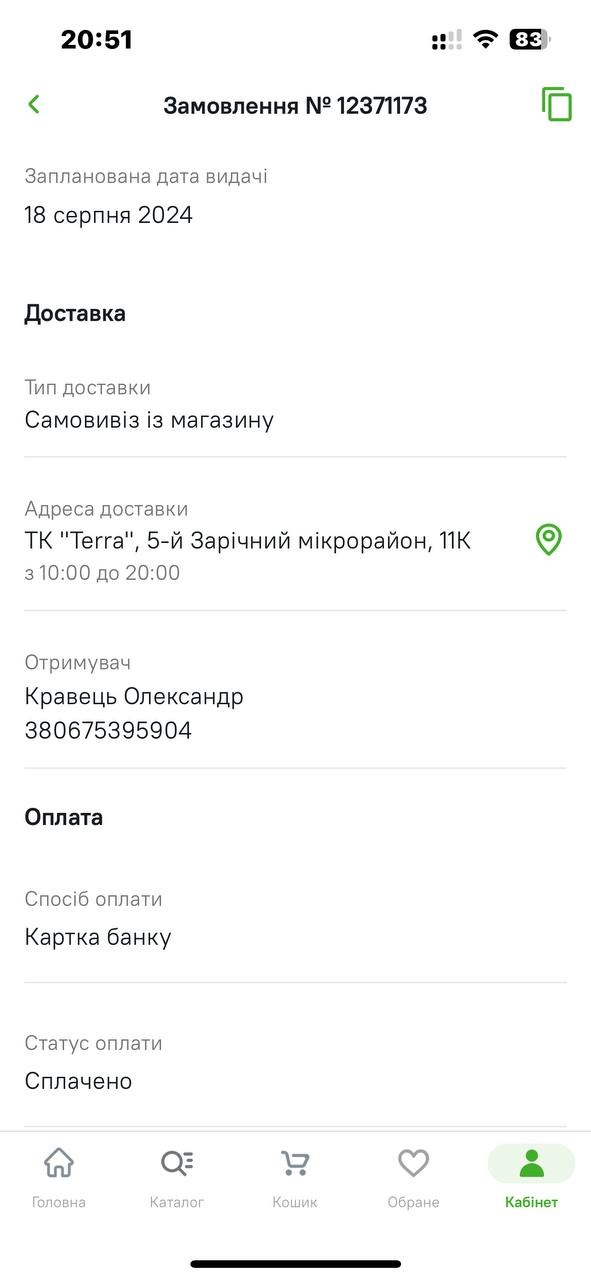 20:51
83
Замовлення № 12371173
Запланована дата видачі
18 серпня 2024
Доставка
Тип доставки
Самовивіз із магазину
Адреса доставки
ТК "Terra", 5-й Зарічний мікрорайон, 11К
з 10:00 до 20:00
Отримувач
Кравець Олександр
380675395904
Оплата
Спосіб оплати
Картка банку
Статус оплати
Сплачено
Головна
Каталог
Кошик
Обране
Кабінет